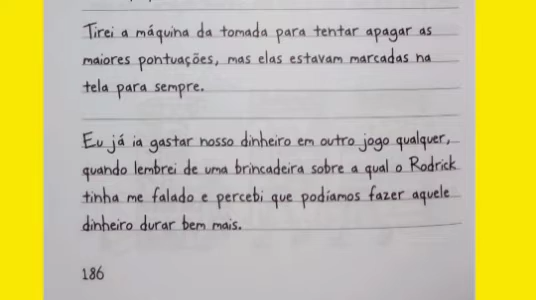 Tirei a máquina da tomada para tentar apagar as
maiores pontuações, mas elas estavam marcadas na
tela para sempre.
Eu já ia gastar nosso dinheiro em outro jogo qualquer,
quando lembrei de uma brincadeira sobre a qual o Rodrick
tinha me falado e percebi que podíamos fazer aquele
dinheiro durar bem mais.
186